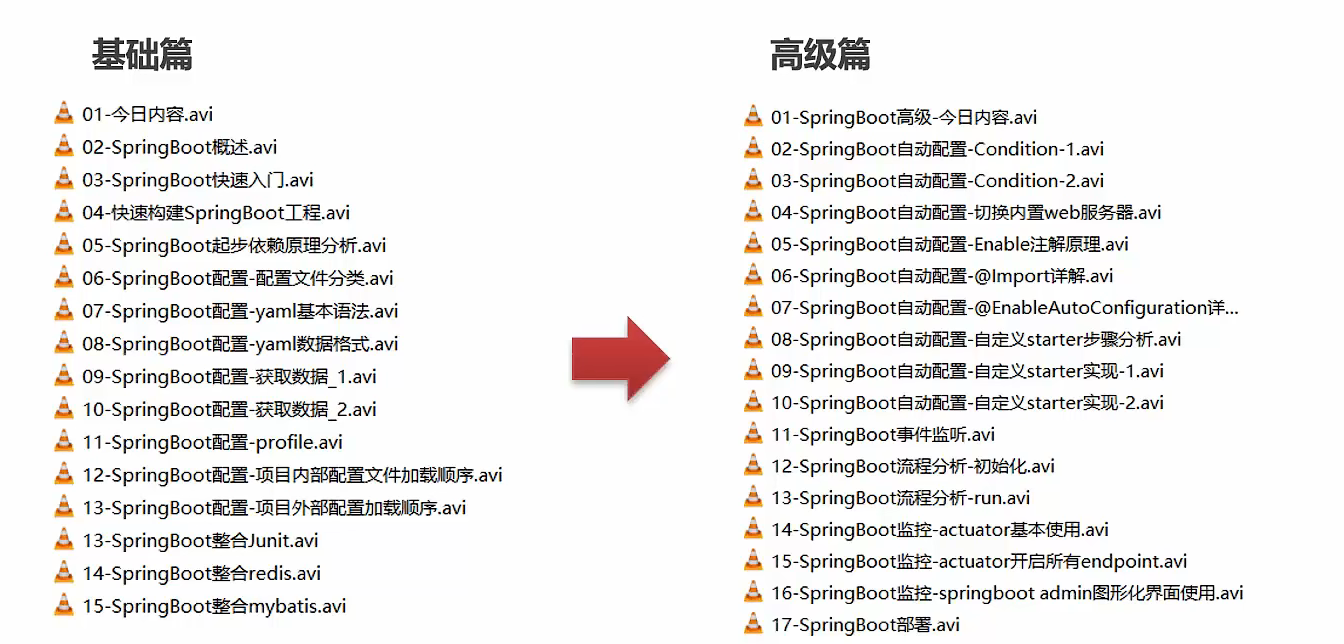 基础篇
01-今日内容.avi
02-SpringBoot概述.avi
03-SpringBoot快速入门.avi
04-快速构建SpringBoot工程.avi
05-SpringBoot起步依赖原理分析.avi
06-SpringBoot配置-配置文件分类.avi
07-SpringBoot配置-yaml基本语法.avi
08-SpringBoot配置-yaml数据格式.avi
09-SpringBoot配置-获取数据_1.avi
10-SpringBoot配置-获取数据_2.avi
11-SpringBoot配置-profile.avi
12-SpringBoot配置-项目内部配置文件加载顺序.avi
13-SpringBoot配置-项目外部配置加载顺序.avi
13-SpringBoot整合Junit.avi
14-SpringBoot整合redis.avi
15-SpringBoot整合mybatis.avi
高级篇
01-SpringBoot高级-今日内容.avi
02-SpringBoot自动配置-Condition-1.avi
03-SpringBoot自动配置-Condition-2.avi
04-SpringBoot自动配置-切换内置web服务器.avi
05-SpringBoot自动配置-Enable注解原理.avi
06-SpringBoot自动配置-@Import详解.avi
07-SpringBoot自动配置-@EnableAutoConfiguration详...
08-SpringBoot自动配置-自定义starter步骤分析.avi
09-SpringBoot自动配置-自定义starter实现-1.avi
10-SpringBoot自动配置-自定义starter实现-2.avi
11-SpringBoot事件监听.avi
12-SpringBoot流程分析-初始化.avi
13-SpringBoot流程分析-run.avi
14-SpringBoot监控-actuator基本使用.avi
15-SpringBoot监控-actuator开启所有endpoint.avi
16-SpringBoot监控-springboot admin图形化界面使用.avi
17-SpringBoot部署.avi